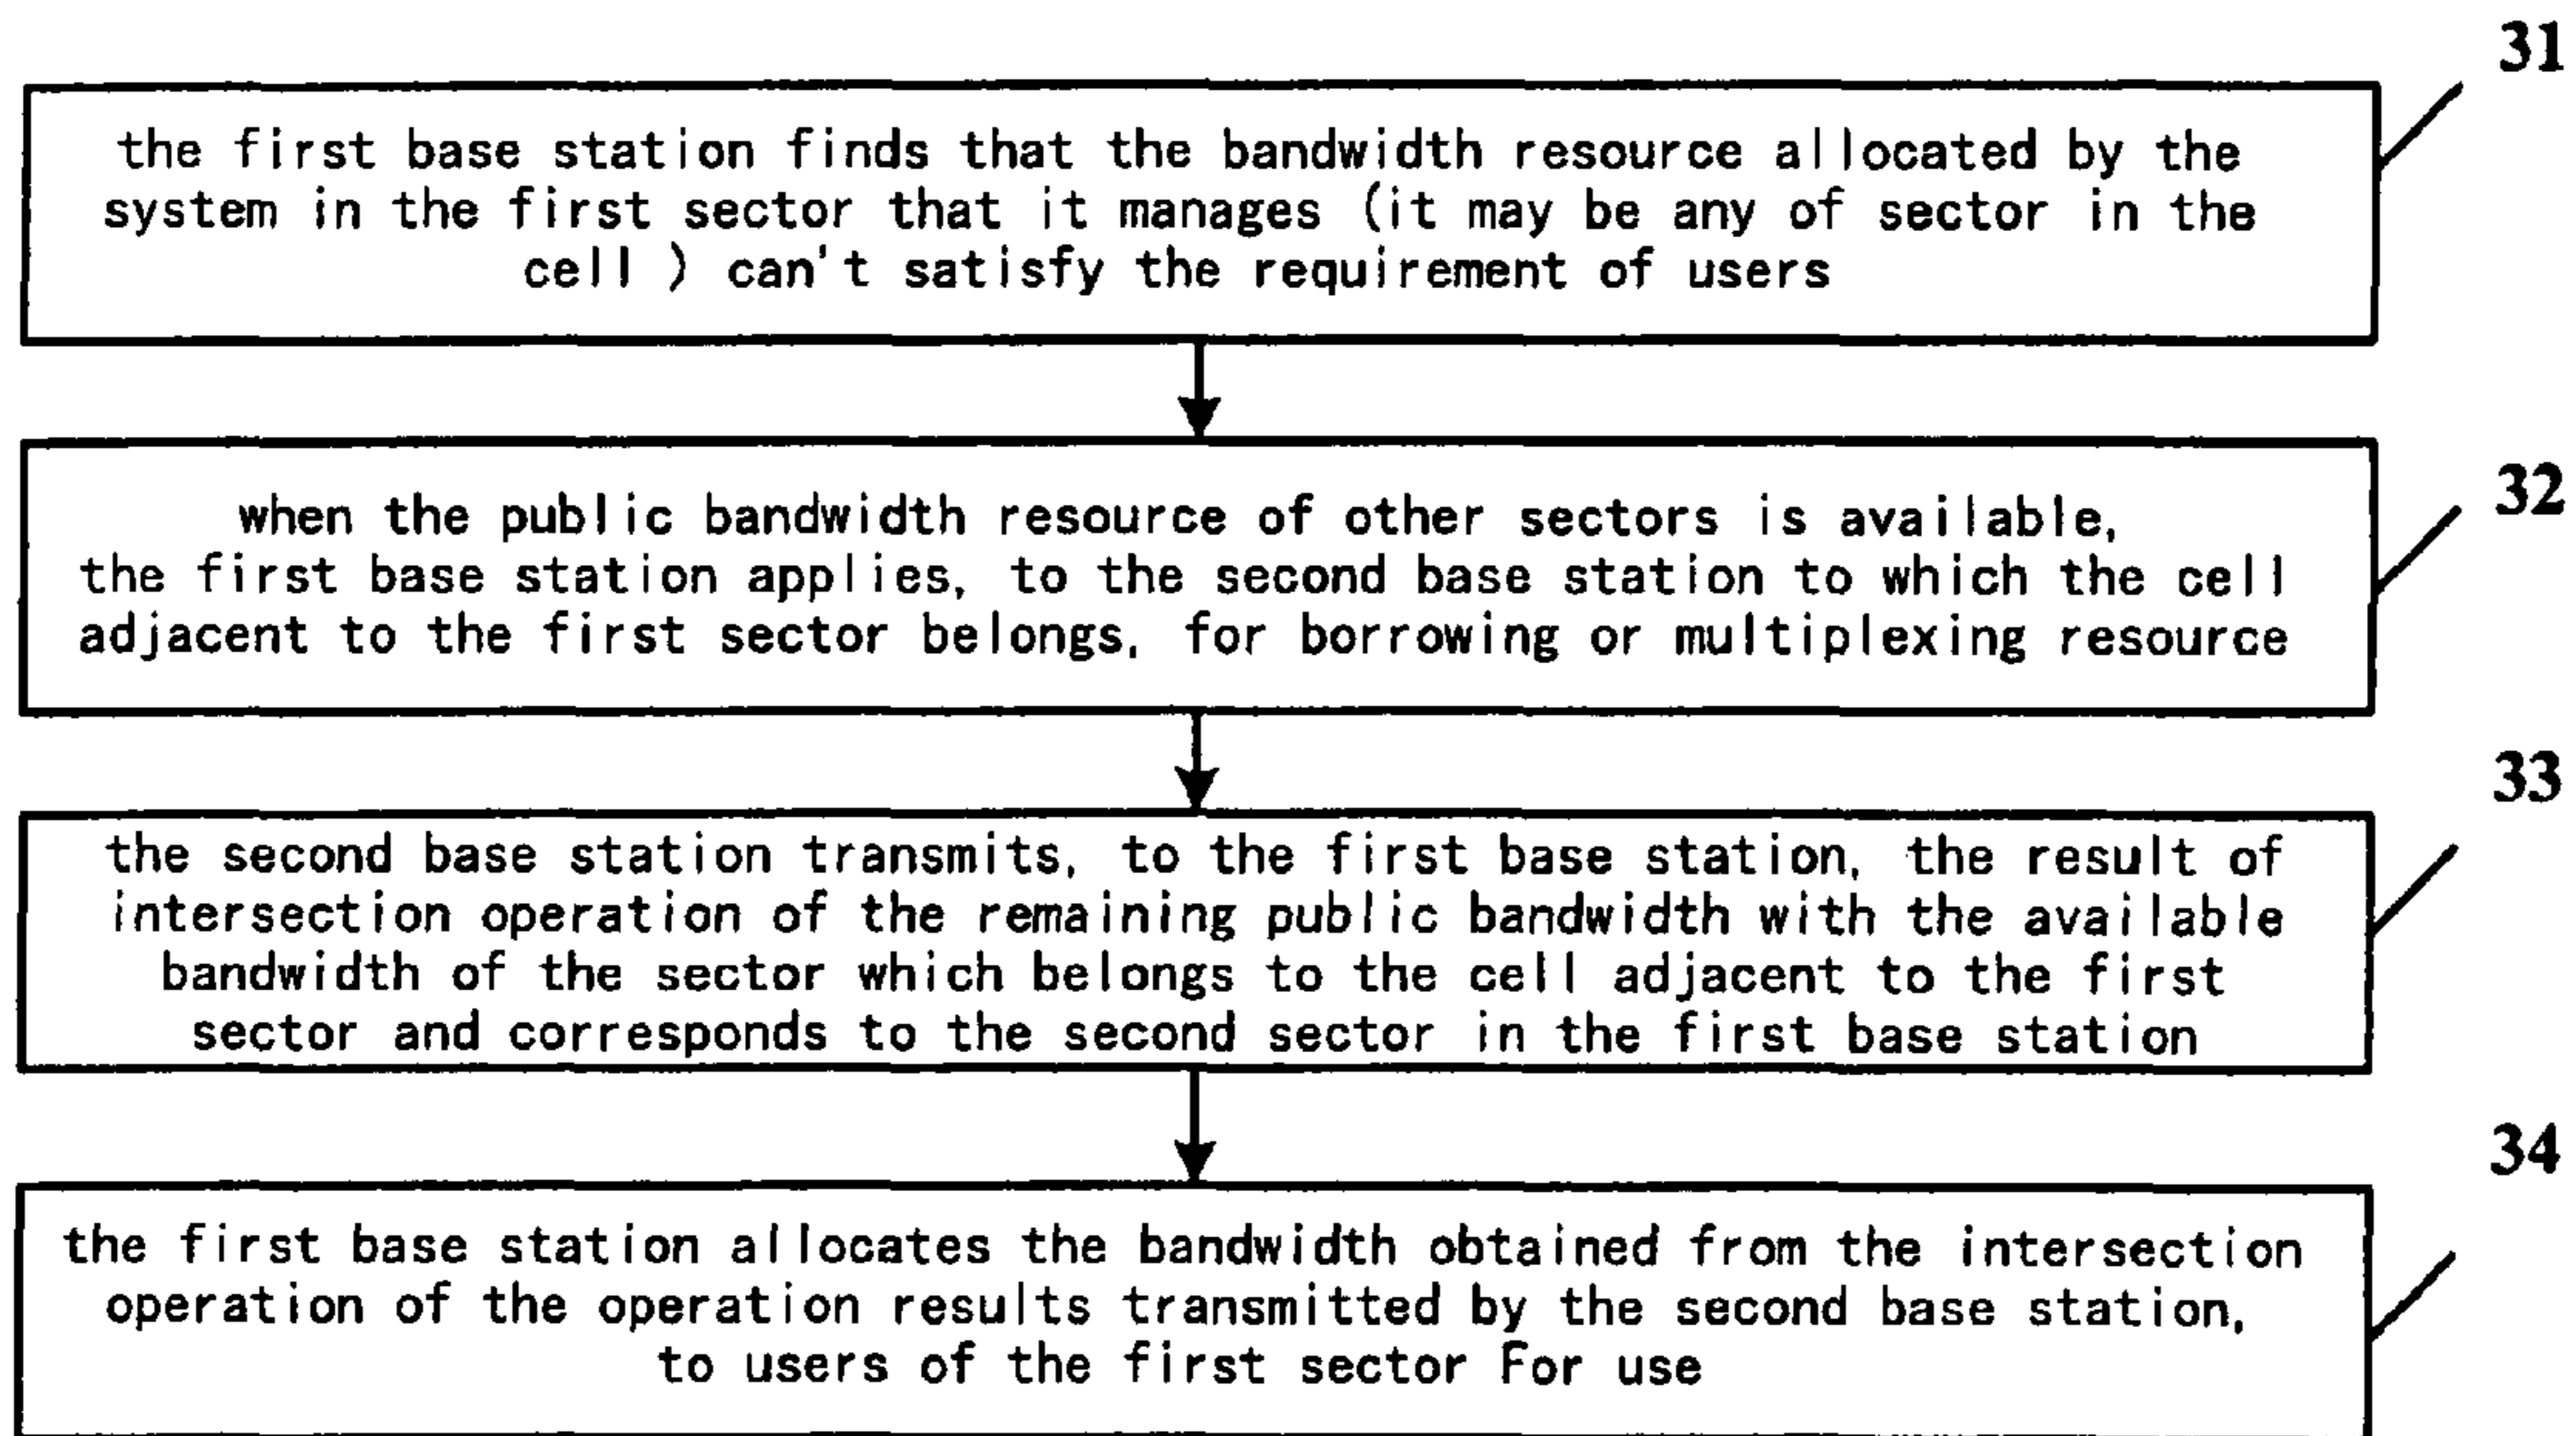 31
the first base station finds that the bandwidth resource allocated by the
system in the first sector that it manages (it may be any of sector in the
cell ) can't satisfy the requirement of users
32
when the public bandwidth resource of other sectors is available,
the first base station applies, to the second base station to which the cell
adjacent to the first sector belongs, for borrowing or multiplexing resource
33
the second base station transmits, to the first base station, the result of
intersection operation of the remaining public bandwidth with the available
bandwidth of the sector which belongs to the cell adjacent to the first
sector and corresponds to the second sector in the first base station
34
the first base station allocates the bandwidth obtained from the intersection
operation of the operation results transmitted by the second base station,
to users of the first sector For use